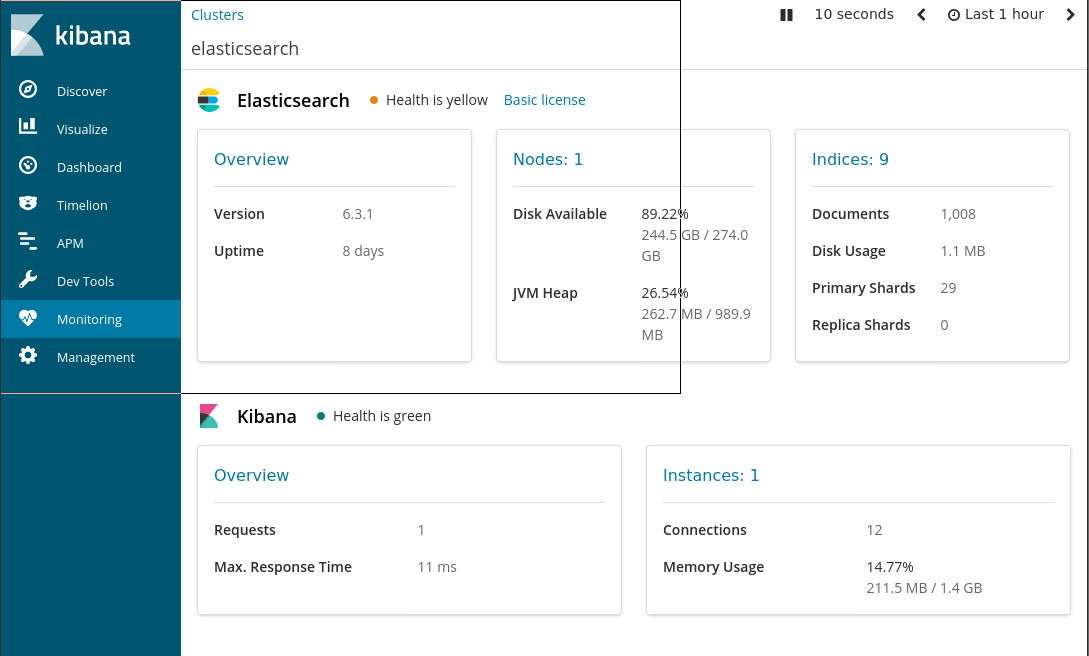 kibana
Discover
Visualize
Dashboard
Timelion
APM
Dev Tools
Monitoring
Management
Clusters
10 seconds Last 1 hour
elasticsearch
Elasticsearch Health is yellow Basic license
Overview
Version 6.3.1
Uptime 8 days
Nodes: 1
Disk Available 89.22%
244.5 GB / 274.0
GB
JVM Heap 26.54%
262.7 MB / 989.9
MB
Indices: 9
Documents 1,008
Disk Usage 1.1 MB
Primary Shards 29
Replica Shards 0
Kibana Health is green
Overview
Requests 1
Max. Response Time 11 ms
Instances: 1
Connections 12
Memory Usage 14.77%
211.5 MB / 1.4 GB